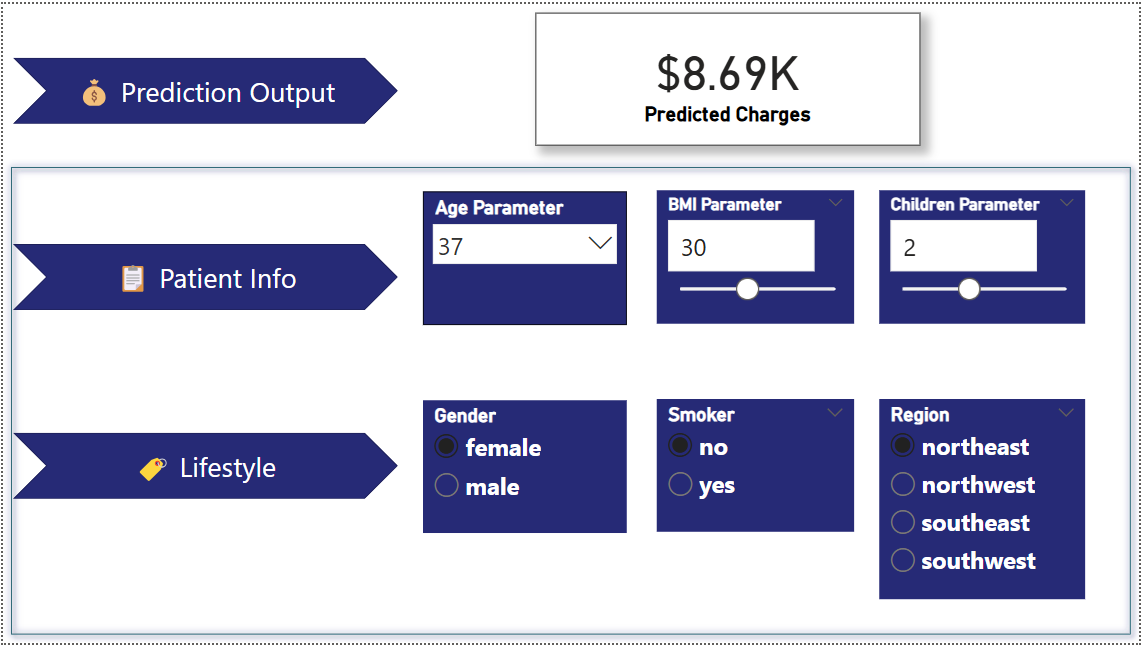 Prediction Output
$8.69K
Predicted Charges
Patient Info
Age Parameter
37
BMI Parameter
30
Children Parameter
2
Lifestyle
Gender
female
male
Smoker
no
yes
Region
northeast
northwest
southeast
southwest